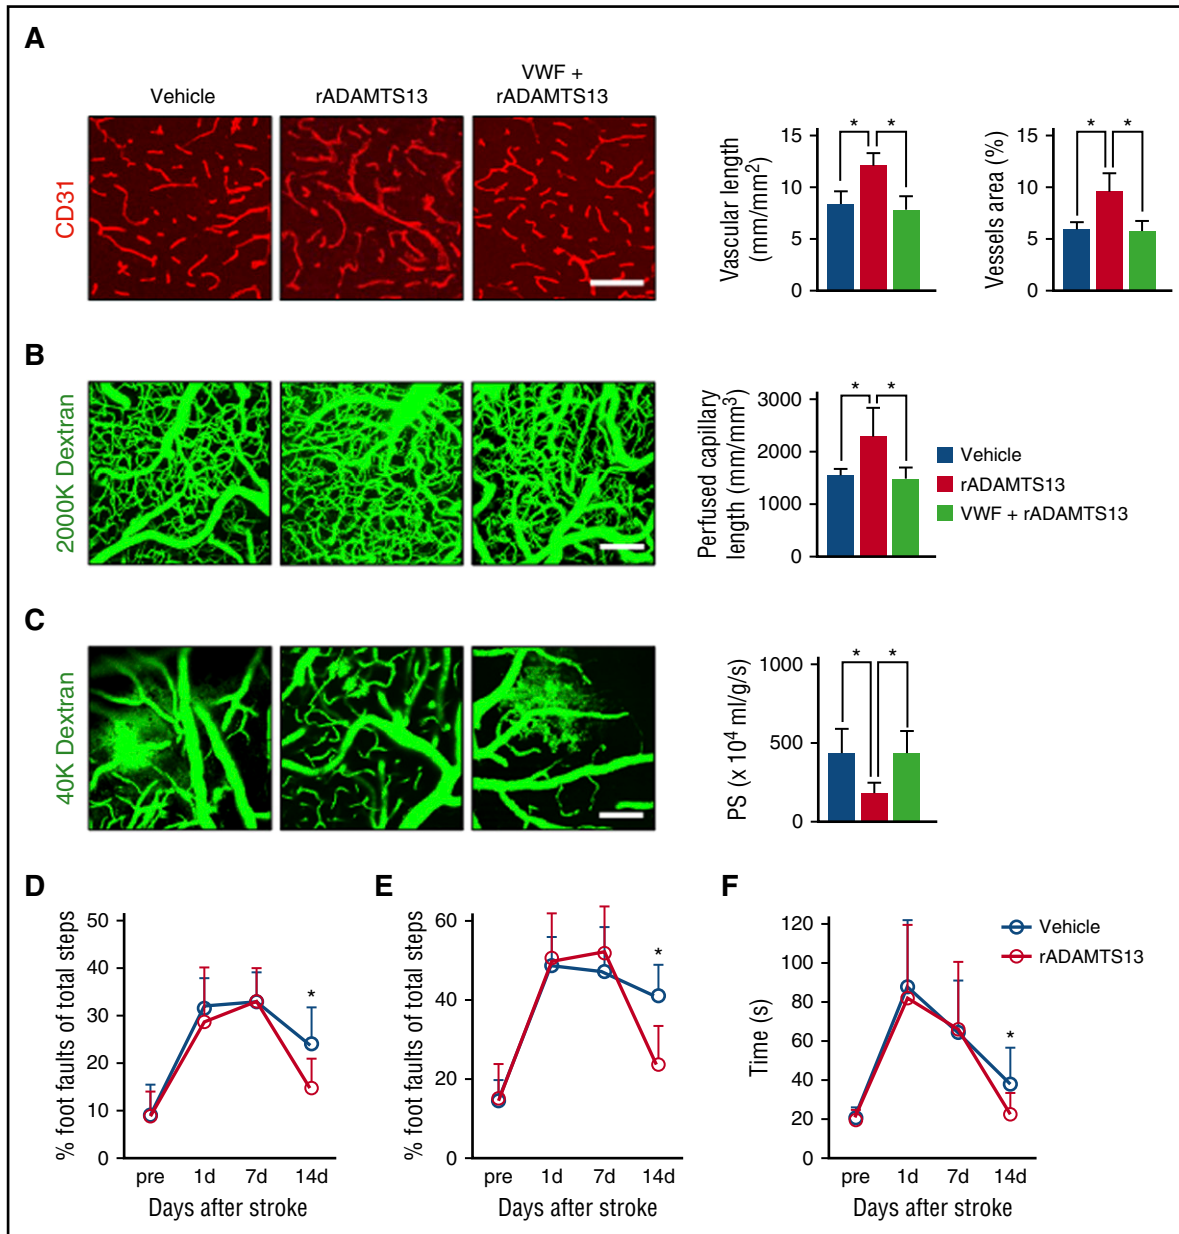 A
Vehicle
rADAMTS13
VWF +
rADAMTS13
CD31
Vascular length
(mm/mm2)
15
10
5
0
* *
Vessels area (%)
15
10
5
0
* *
B
2000K Dextran
Perfused capillary
length (mm/mm³)
3000
2000
1000
0
* *
Vehicle
rADAMTS13
VWF + rADAMTS13
C
40K Dextran
PS (x 10⁴ ml/g/s)
1000
500
0
* *
D
% foot faults of total steps
50
40
30
20
10
0
*
pre 1d 7d 14d
Days after stroke
E
% foot faults of total steps
60
40
20
0
*
pre 1d 7d 14d
Days after stroke
F
Time (s)
120
100
80
60
40
20
0
*
pre 1d 7d 14d
Days after stroke
Vehicle
rADAMTS13